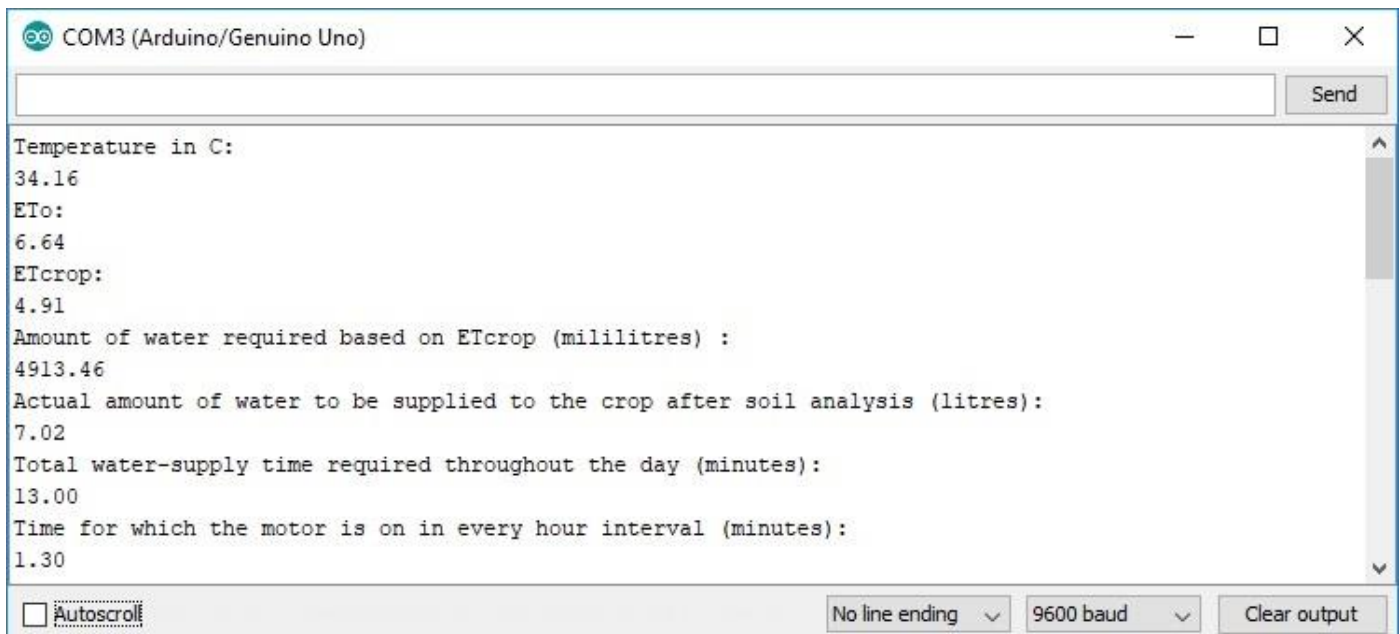 COM3 (Arduino/Genuino Uno)
Send
Temperature in C:
34.16
ETo:
6.64
ETcrop:
4.91
Amount of water required based on ETcrop (mililitres) :
4913.46
Actual amount of water to be supplied to the crop after soil analysis (litres):
7.02
Total water-supply time required throughout the day (minutes):
13.00
Time for which the motor is on in every hour interval (minutes):
1.30
Autoscroll
No line ending
9600 baud
Clear output